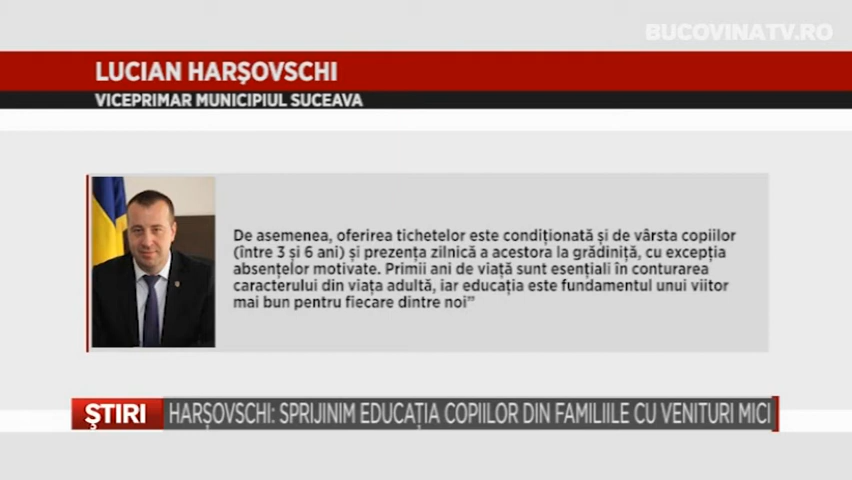 BUCOVINATV.RO
LUCIAN HARȘOVSCHI
VICEPRIMAR MUNICIPIUL SUCEAVA
De asemenea, oferirea tichetelor este condiționată și de vârsta copiilor
(între 3 și 6 ani) și prezența zilnică a acestora la grădiniță, cu excepția
absențelor motivate. Primii ani de viață sunt esențiali în conturarea
caracterului din viața adultă, iar educația este fundamentul unui viitor
mai bun pentru fiecare dintre noi”
ȘTIRI HARȘOVSCHI: SPRIJINIM EDUCAȚIA COPIILOR DIN FAMILIILE CU VENITURI MICI